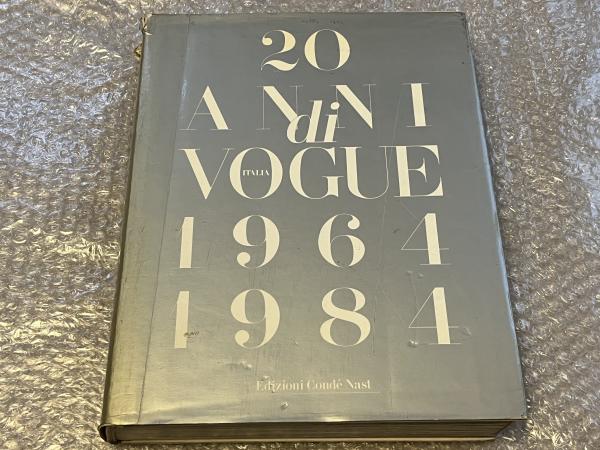 20
ANNI
di
VOGUE
ITALIA
1964
1984
Edizioni Condé Nast